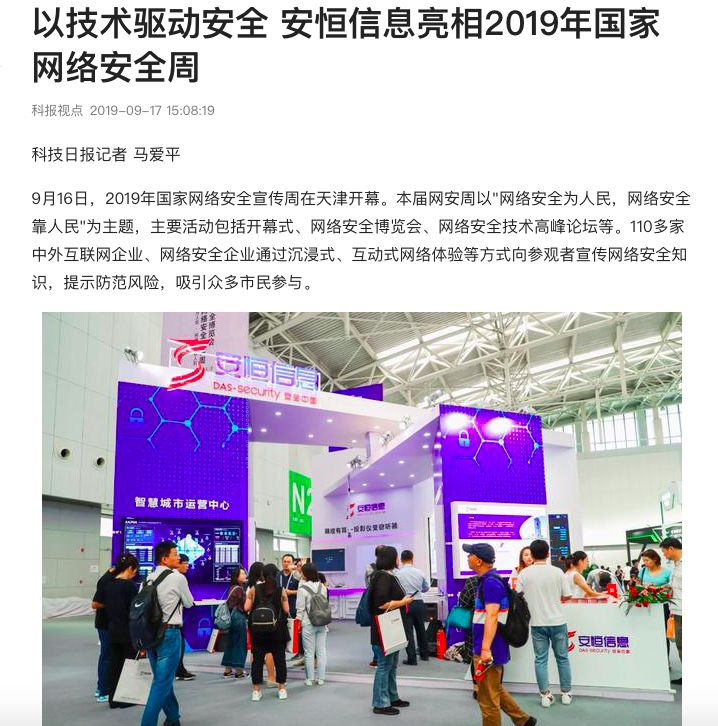 以技术驱动安全 安恒信息亮相2019年国家
网络安全周
科报视点 2019-09-17 15:08:19
科技日报记者 马爱平
9月16日，2019年国家网络安全宣传周在天津开幕。本届网安周以"网络安全为人民，网络安全
靠人民"为主题，主要活动包括开幕式、网络安全博览会、网络安全技术高峰论坛等。110多家
中外互联网企业、网络安全企业通过沉浸式、互动式网络体验等方式向参观者宣传网络安全知
识，提示防范风险，吸引众多市民参与。
安恒信息
DAS-Security
智慧城市运营中心
N2
安恒信息
安恒信息
DAS-Security